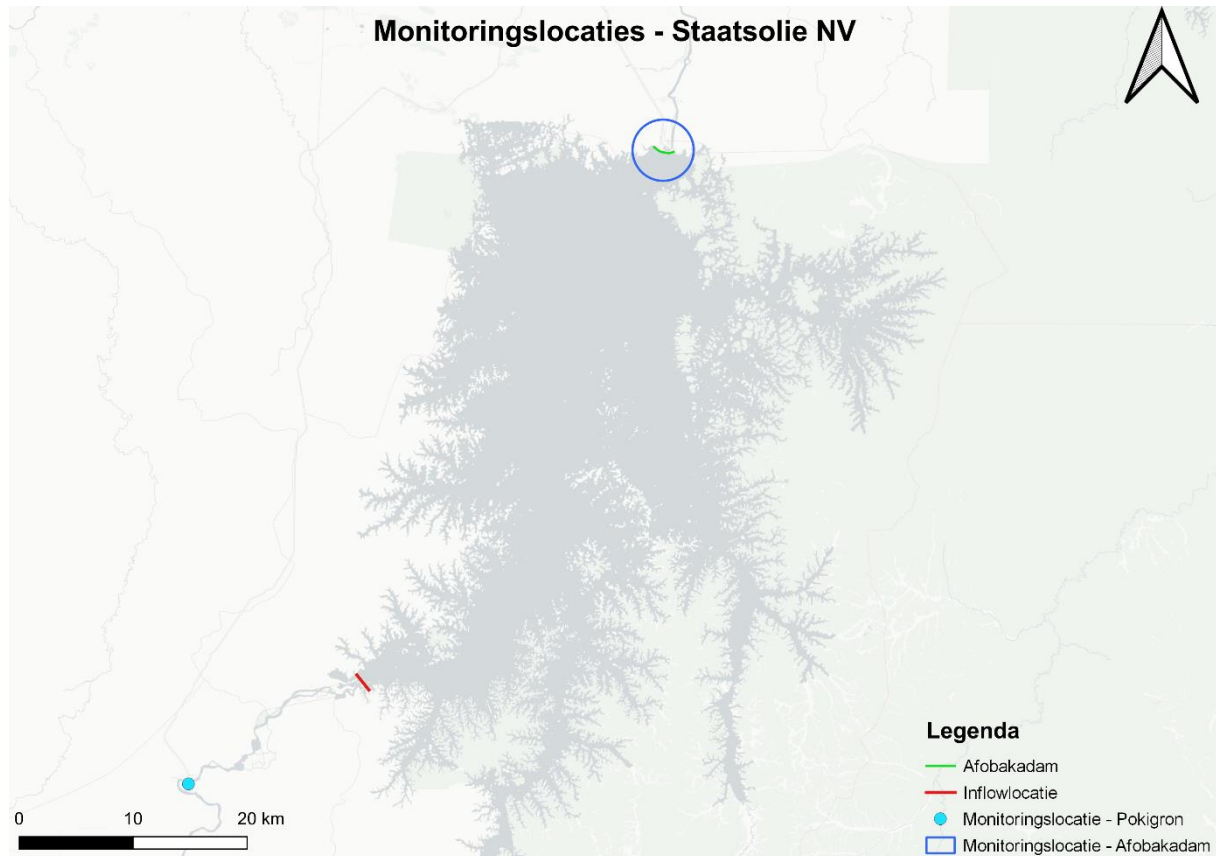 Monitoringslocaties - Staatsolie NV
Legenda
Afobakadam
Inflowlocatie
Monitoringslocatie - Pokigron
Monitoringslocatie - Afobakadam
0 10 20 km